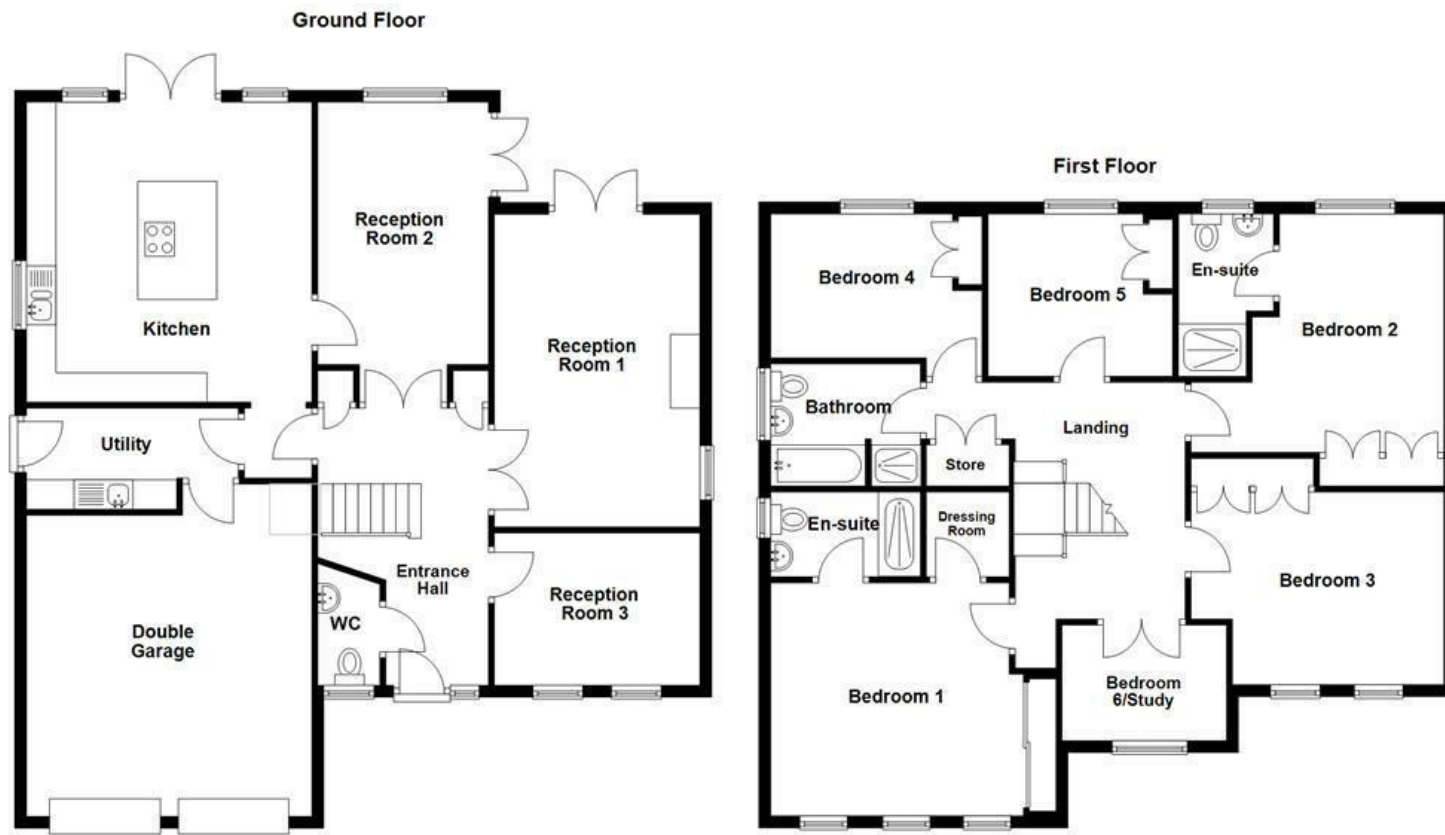 Ground Floor
Reception
Room 2
Kitchen
Reception
Room 1
Utility
Entrance
Hall
WC
Reception
Room 3
Double
Garage
First Floor
Bedroom 4
Bedroom 5
En-suite
Bedroom 2
Bathroom
Landing
Store
En-suite
Dressing
Room
Bedroom 3
Bedroom 1
Bedroom
6/Study